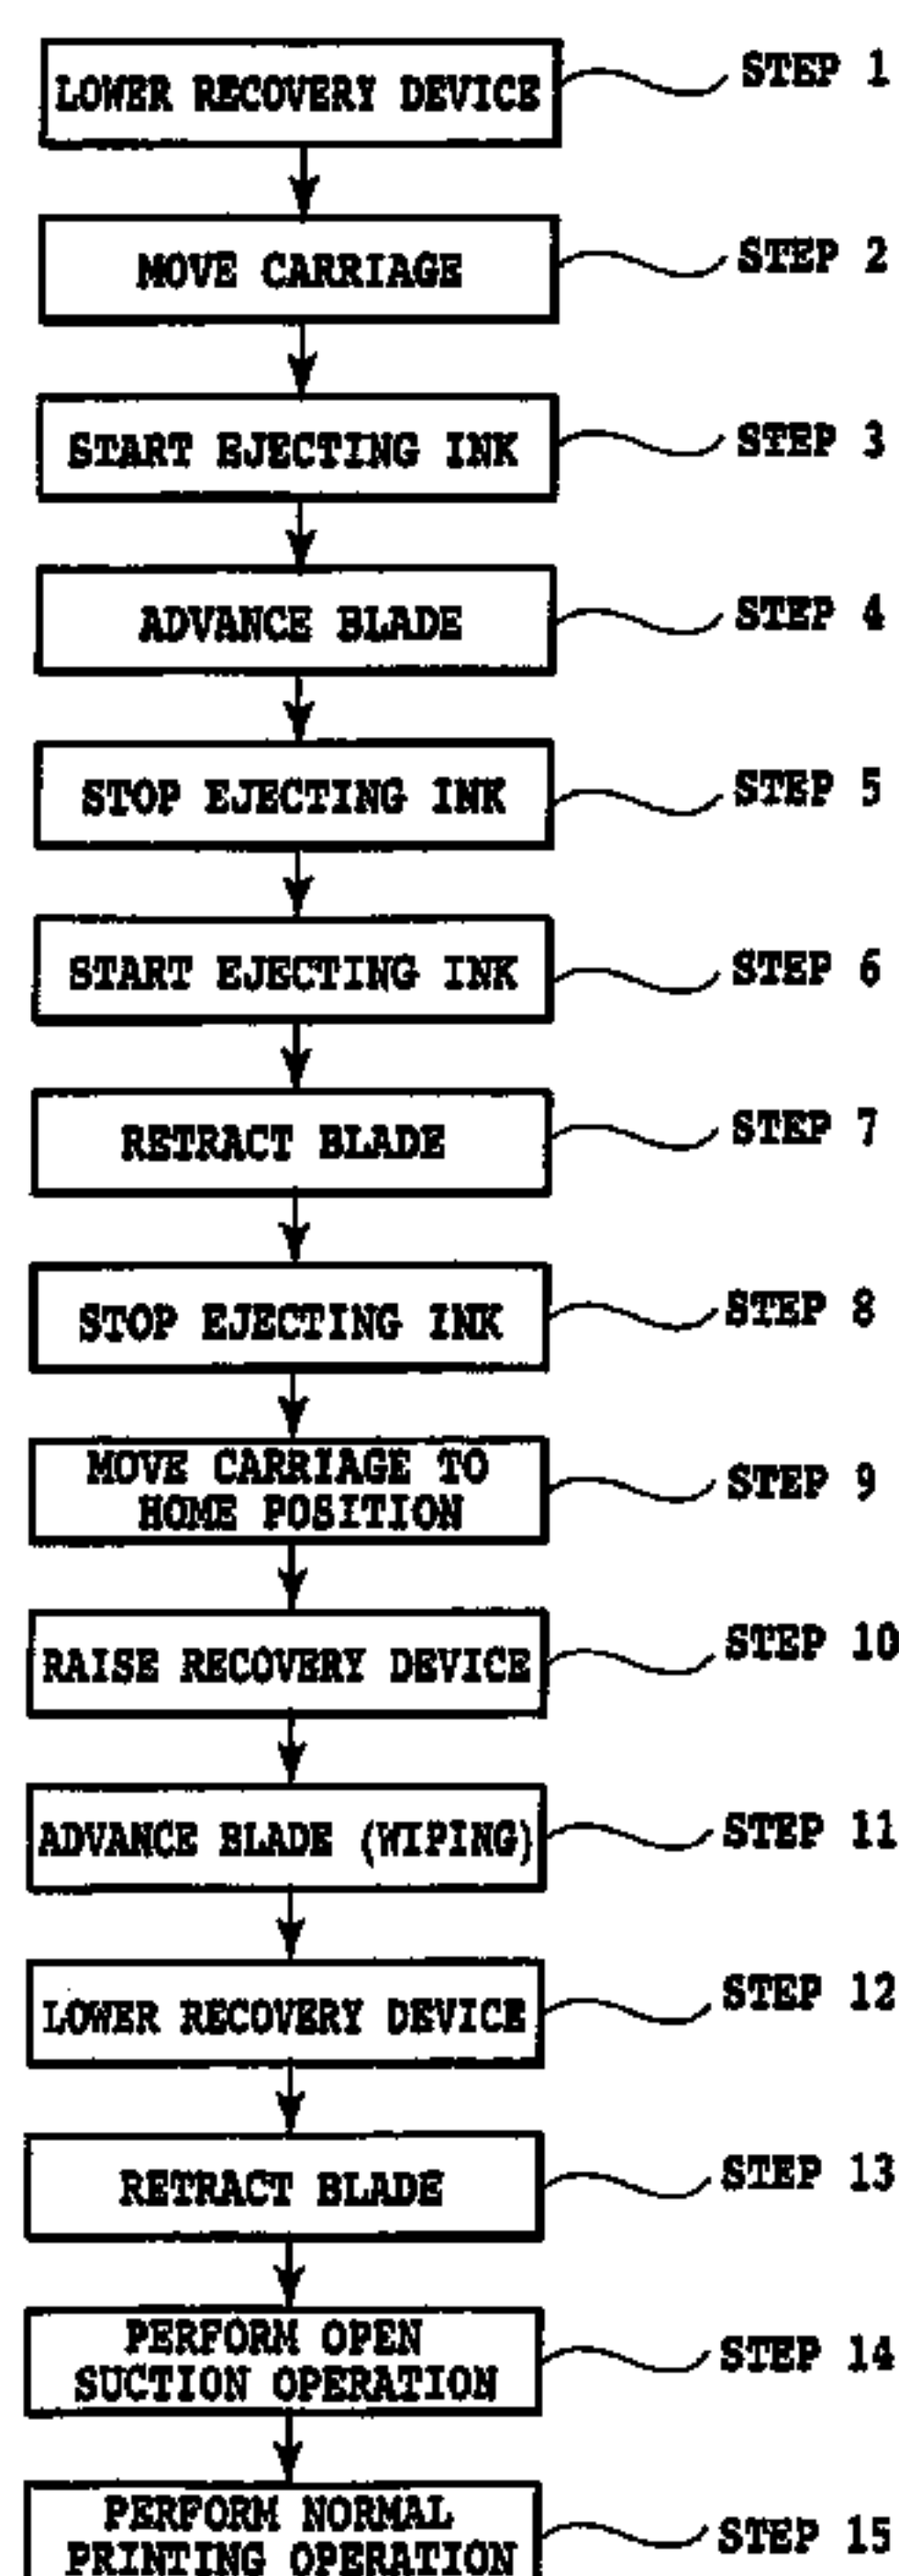 LOWER RECOVERY DEVICE
STEP 1
MOVE CARRIAGE
STEP 2
START EJECTING INK
STEP 3
ADVANCE BLADE
STEP 4
STOP EJECTING INK
STEP 5
START EJECTING INK
STEP 6
RETRACT BLADE
STEP 7
STOP EJECTING INK
STEP 8
MOVE CARRIAGE TO
HOME POSITION
STEP 9
RAISE RECOVERY DEVICE
STEP 10
ADVANCE BLADE (WIPING)
STEP 11
LOWER RECOVERY DEVICE
STEP 12
RETRACT BLADE
STEP 13
PERFORM OPEN
SUCTION OPERATION
STEP 14
PERFORM NORMAL
PRINTING OPERATION
STEP 15